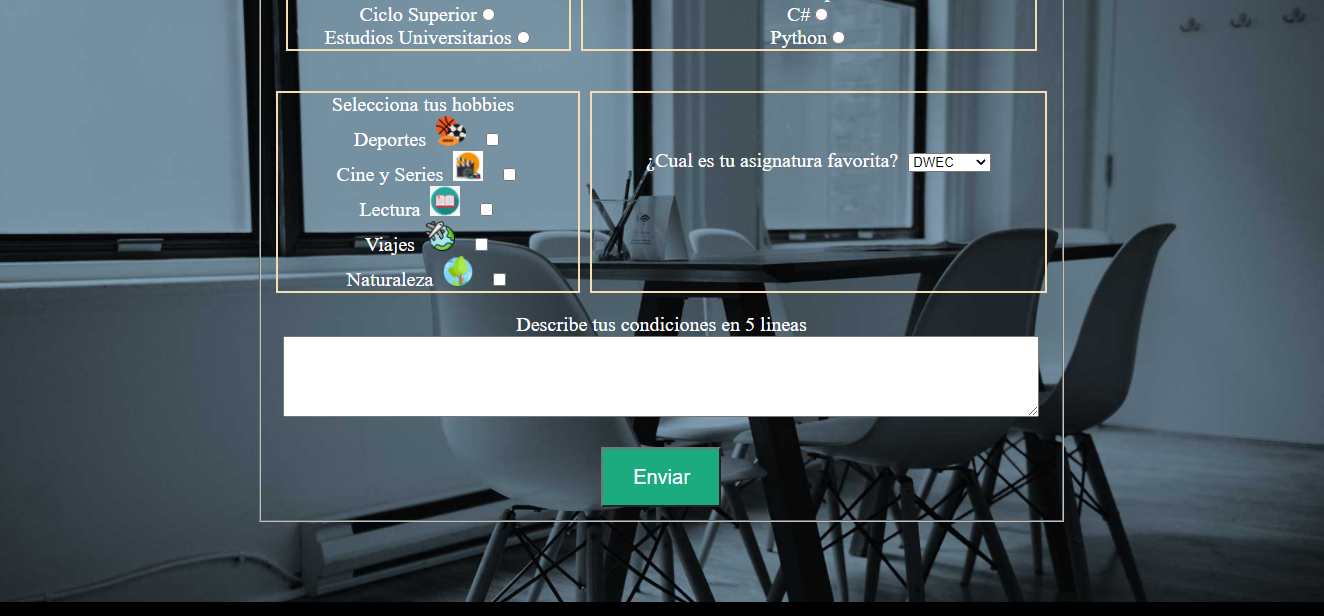 Ciclo Superior
C#
Estudios Universitarios
Python
Selecciona tus hobbies
Deportes
Cine y Series
Lectura
Viajes
Naturaleza
¿Cual es tu asignatura favorita? DWEC
Describe tus condiciones en 5 lineas
Enviar